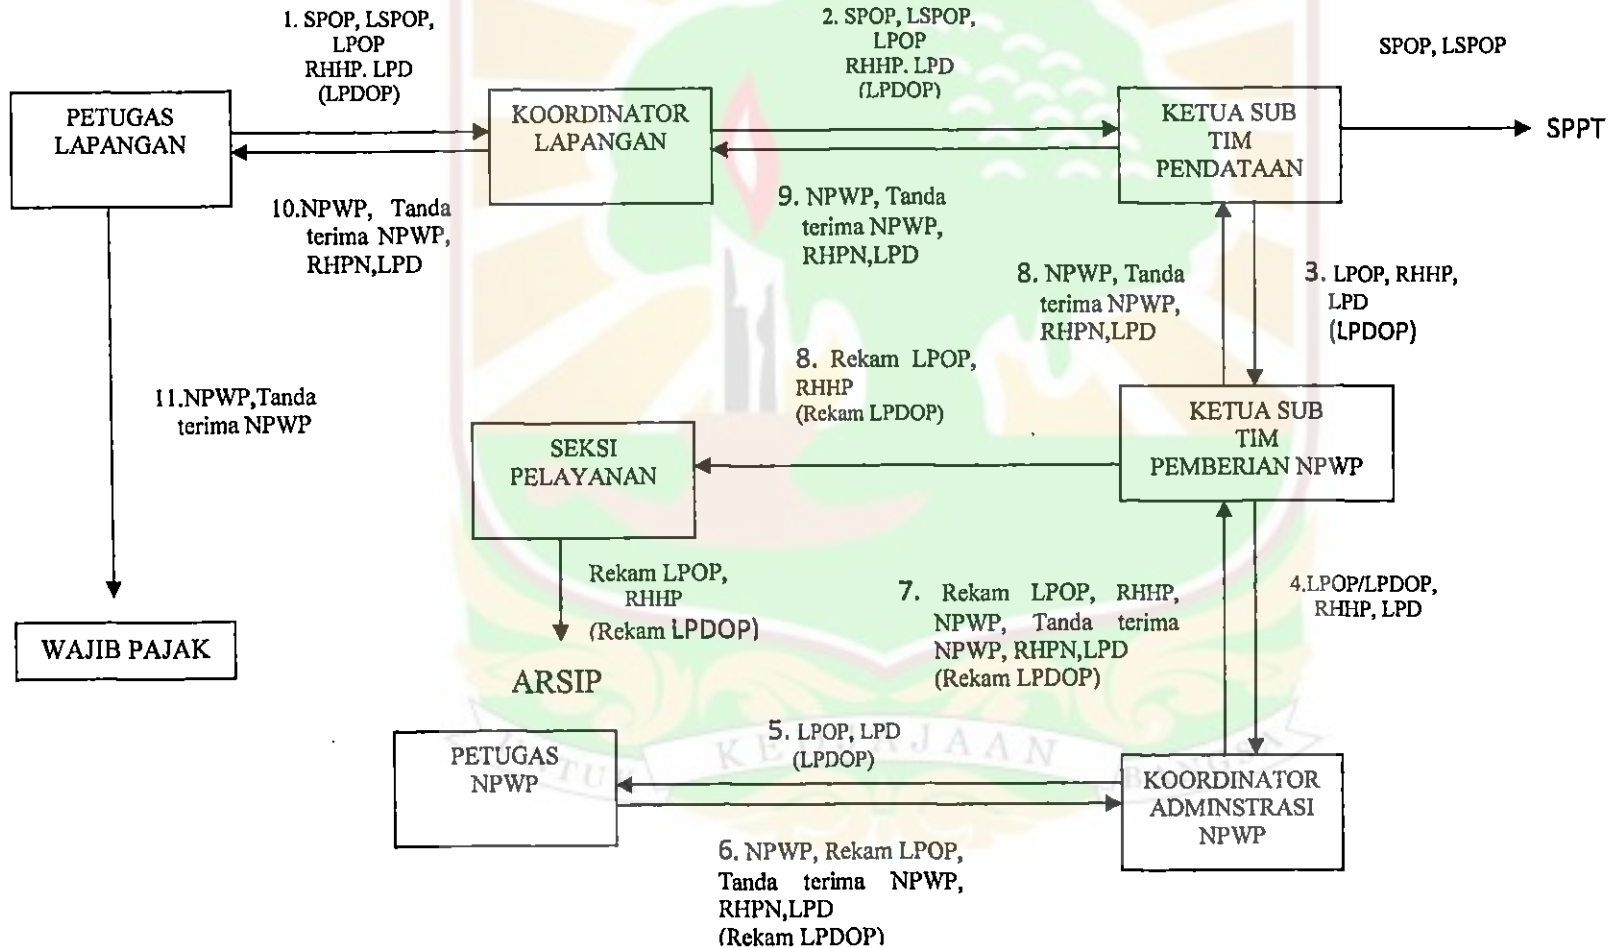 1. SPOP, LSPOP,
LPOP
RHHP. LPD
(LPDOP)
2. SPOP, LSPOP,
LPOP
RHHP. LPD
(LPDOP)
SPOP, LSPOP
PETUGAS
LAPANGAN
KOORDINATOR
LAPANGAN
KETUA SUB
TIM
PENDATAAN
SPPT
10.NPWP, Tanda
terima NPWP,
RHPN,LPD
9. NPWP, Tanda
terima NPWP,
RHPN,LPD
8. NPWP, Tanda
terima NPWP,
RHPN,LPD
3. LPOP, RHHP,
LPD
(LPDOP)
8. Rekam LPOP,
RHHP
(Rekam LPDOP)
11.NPWP,Tanda
terima NPWP
SEKSI
PELAYANAN
KETUA SUB
TIM
PEMBERIAN NPWP
Rekam LPOP,
RHHP
(Rekam LPDOP)
7. Rekam LPOP, RHHP,
NPWP, Tanda terima
NPWP, RHPN,LPD
(Rekam LPDOP)
4.LPOP/LPDOP,
RHHP, LPD
WAJIB PAJAK
ARSIP
5. LPOP, LPD
(LPDOP)
UNTUK KEDJAJAAN BANGSA
PETUGAS
NPWP
KOORDINATOR
ADMINSTRASI
NPWP
6. NPWP, Rekam LPOP,
Tanda terima NPWP,
RHPN,LPD
(Rekam LPDOP)